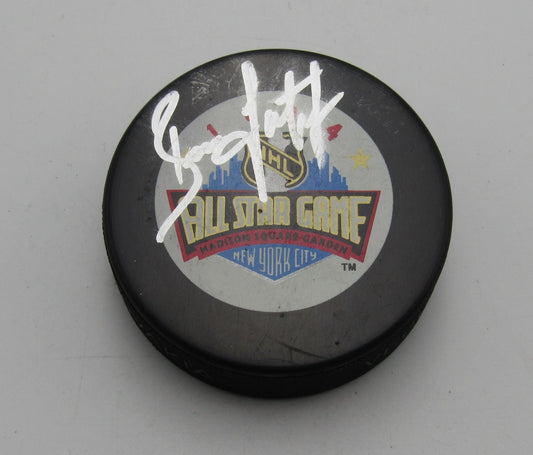 NHL
ALL STAR GAME
MADISON SQUARE GARDEN
NEW YORK CITY
TM